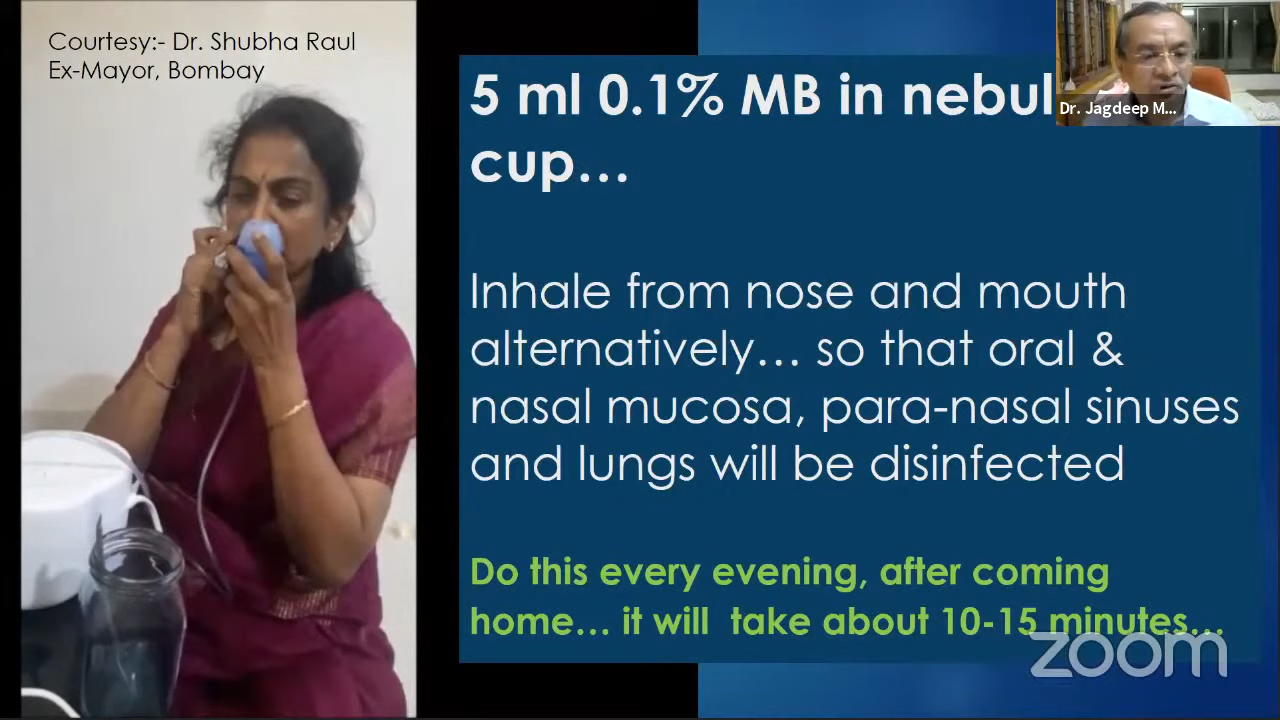 Courtesy:- Dr. Shubha Raul
Ex-Mayor, Bombay
5 ml 0.1% MB in nebul
cup...
Inhale from nose and mouth
alternatively... so that oral &
nasal mucosa, para-nasal sinuses
and lungs will be disinfected
Do this every evening, after coming
home... it will take about 10-15 minutes...
Dr. Jagdeep M...
zoom